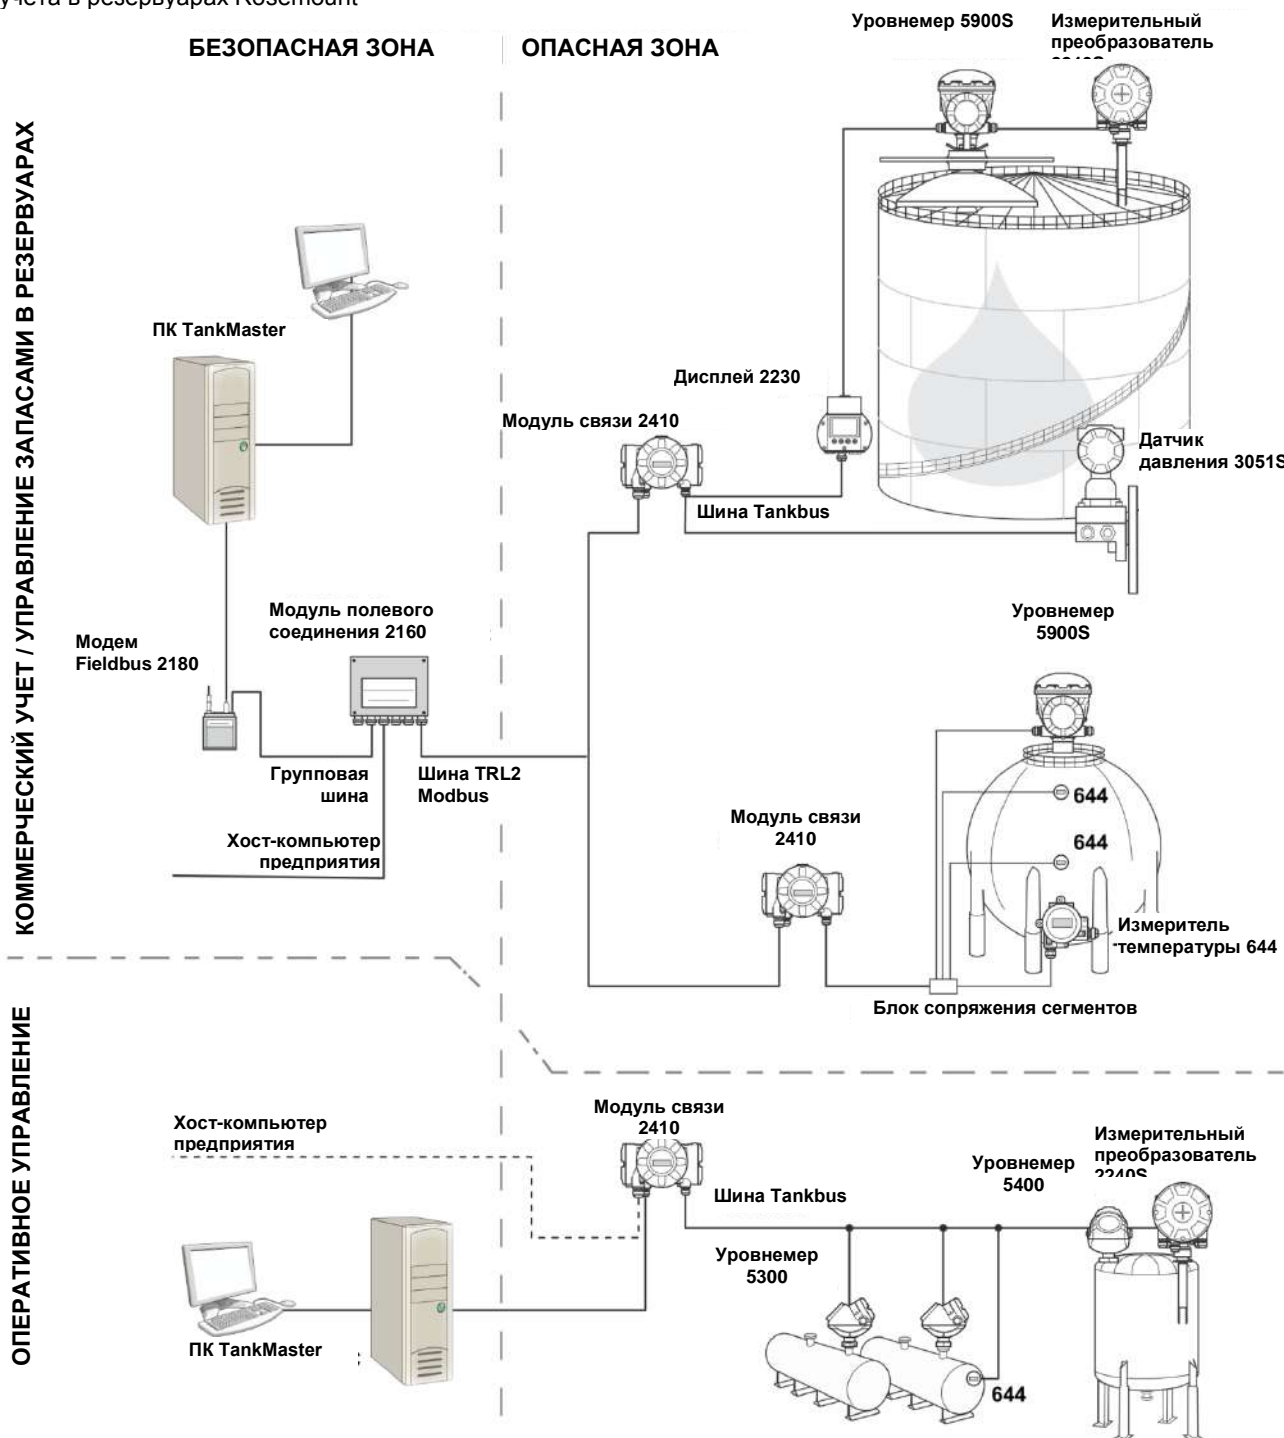 учета в резервуарах Rosemount
БЕЗОПАСНАЯ ЗОНА
ОПАСНАЯ ЗОНА
Уровнемер 5900S
Измерительный
преобразователь
2240S
КОММЕРЧЕСКИЙ УЧЕТ / УПРАВЛЕНИЕ ЗАПАСАМИ В РЕЗЕРВУАРАХ
ПК TankMaster
Дисплей 2230
Модуль связи 2410
Шина Tankbus
Датчик
давления 3051S
Модуль полевого
соединения 2160
Модем
Fieldbus 2180
Уровнемер
5900S
Групповая
шина
Шина TRL2
Modbus
Хост-компьютер
предприятия
644
644
Модуль связи
2410
Измеритель
температуры 644
Блок сопряжения сегментов
ОПЕРАТИВНОЕ УПРАВЛЕНИЕ
Хост-компьютер
предприятия
Модуль связи
2410
Шина Tankbus
Уровнемер
5300
Уровнемер
5400
Измерительный
преобразователь
2240S
ПК TankMaster
:
644